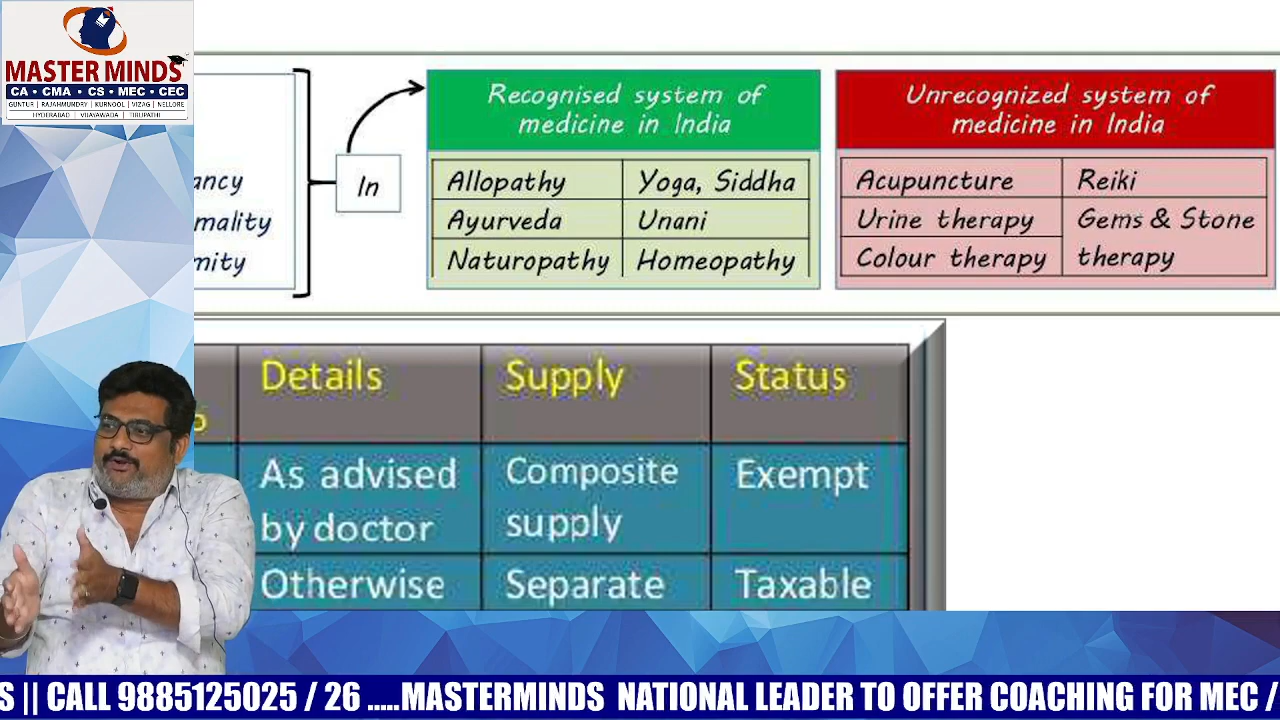 MASTER MINDS
CA • CMA • CS • MEC • CEC
GUNTUR | RAJAHMUNDRY | KURNOOL | VIZAG | NELLORE
HYDERABAD | VIJAYAWADA | TIRUPATHI
ancy
mality
mity
In
Recognised system of
medicine in India
Allopathy Yoga, Siddha
Ayurveda Unani
Naturopathy Homeopathy
Unrecognized system of
medicine in India
Acupuncture Reiki
Urine therapy Gems & Stone
Colour therapy therapy
Details Supply Status
As advised Composite Exempt
by doctor supply
Otherwise Separate Taxable
S || CALL 9885125025 / 26 .....MASTERMINDS NATIONAL LEADER TO OFFER COACHING FOR MEC /